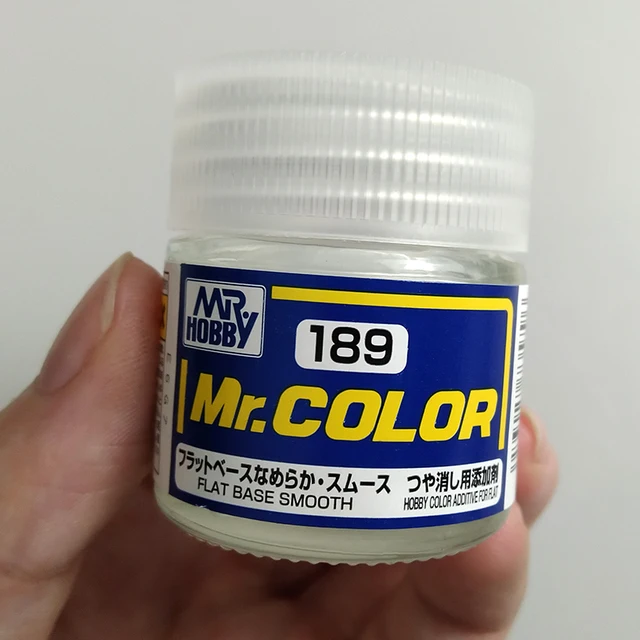 MR.
HOBBY
189
Mr.COLOR
フラットベースなめらか・スムース つや消し用添加剤
FLAT BASE SMOOTH HOBBY COLOR ADDITIVE FOR FLAT